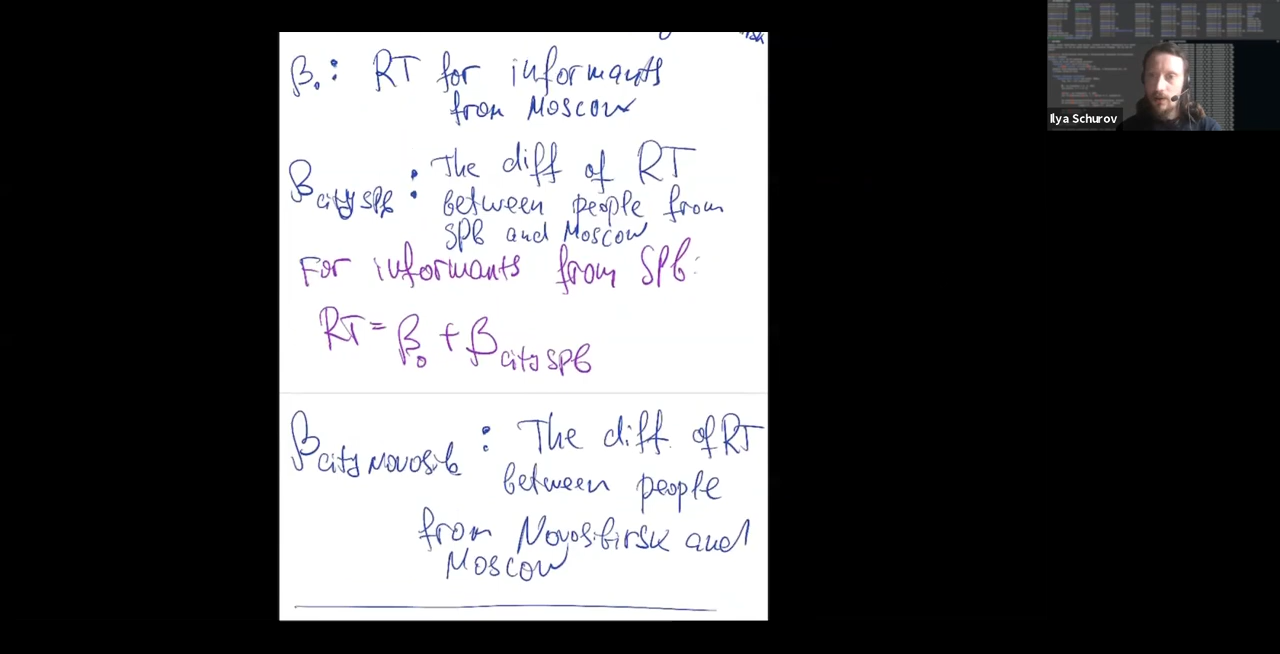 β₀: RT for informants
from Moscow
β city SPb : The diff of RT
between people from
SPb and Moscow
For informants from SPb:
RT = β₀ + β city SPb
β city Novosib : The diff. of RT
between people
from Novosibirsk and
Moscow
Ilya Schurov